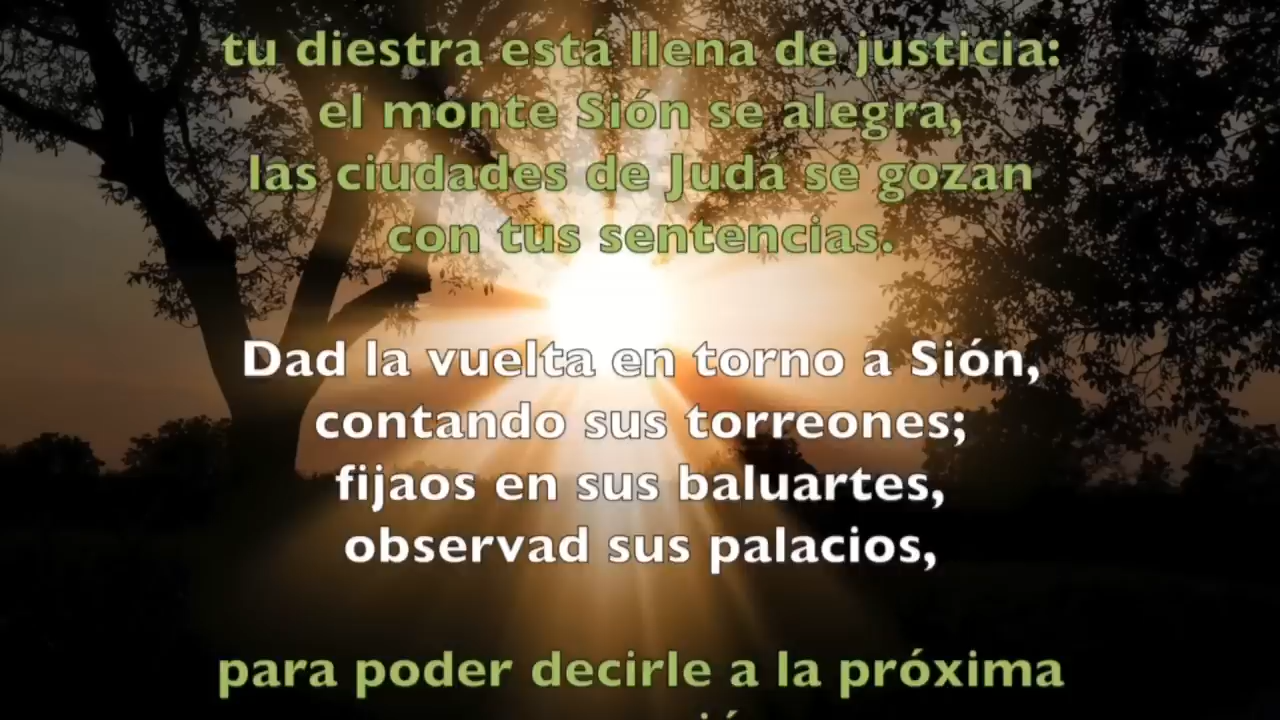 tu diestra está llena de justicia:
el monte Sión se alegra,
las ciudades de Judá se gozan
con tus sentencias.
Dad la vuelta en torno a Sión,
contando sus torreones;
fijaos en sus baluartes,
observad sus palacios,
para poder decirle a la próxima